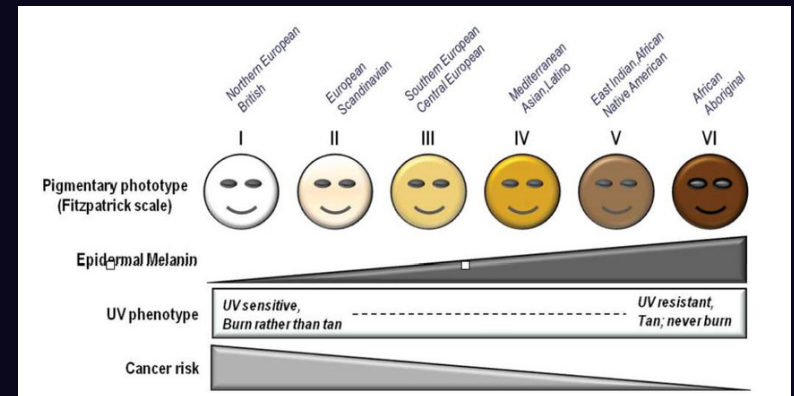 Northern European
British
European
Scandinavian
Southern European
Central European
Mediterranean
Asian,Latino
East Indian,African
Native American
African
Aboriginal
I II III IV V VI
Pigmentary phototype
(Fitzpatrick scale)
Epidermal Melanin
UV phenotype
UV sensitive,
Burn rather than tan
UV resistant,
Tan; never burn
Cancer risk